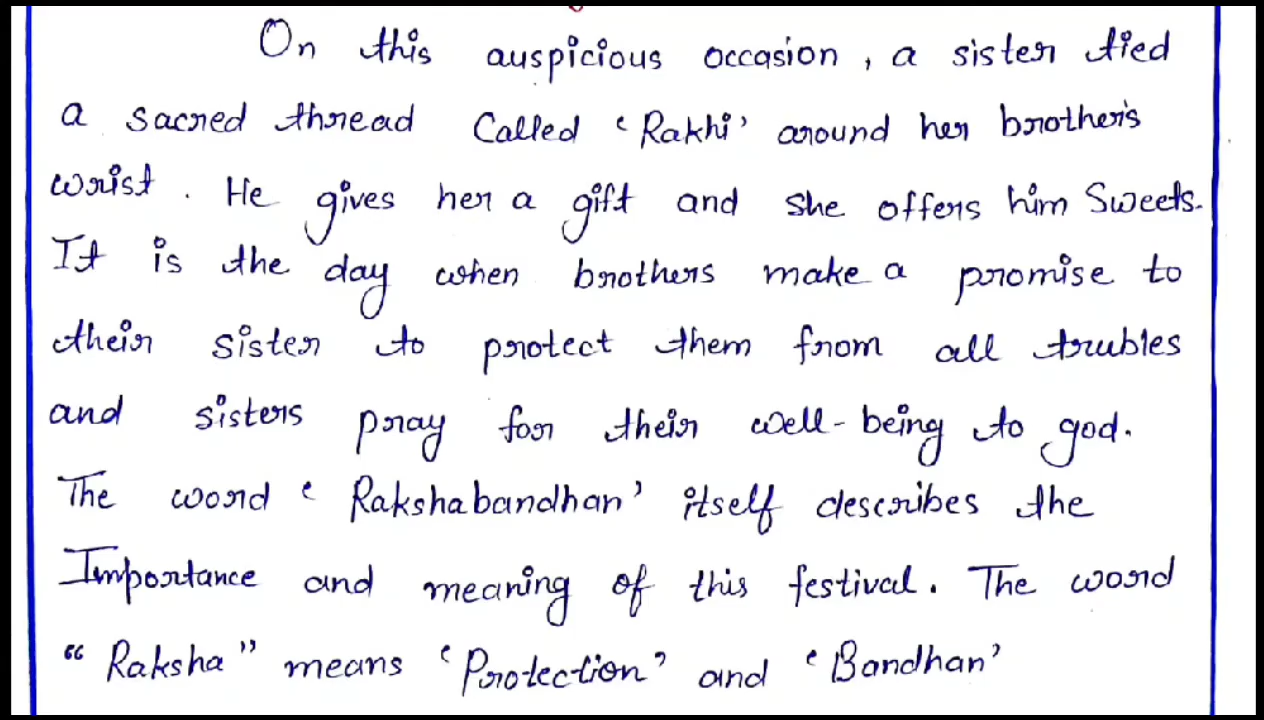 On this auspicious occasion, a sister tied
a sacred thread Called 'Rakhi' around her brother's
wrist. He gives her a gift and she offers him Sweets.
It is the day when brothers make a promise to
their sister to protect them from all trubles
and sisters pray for their well-being to god.
The word 'Rakshabandhan' itself describes the
Importance and meaning of this festival. The word
"Raksha" means 'Protection' and 'Bandhan'